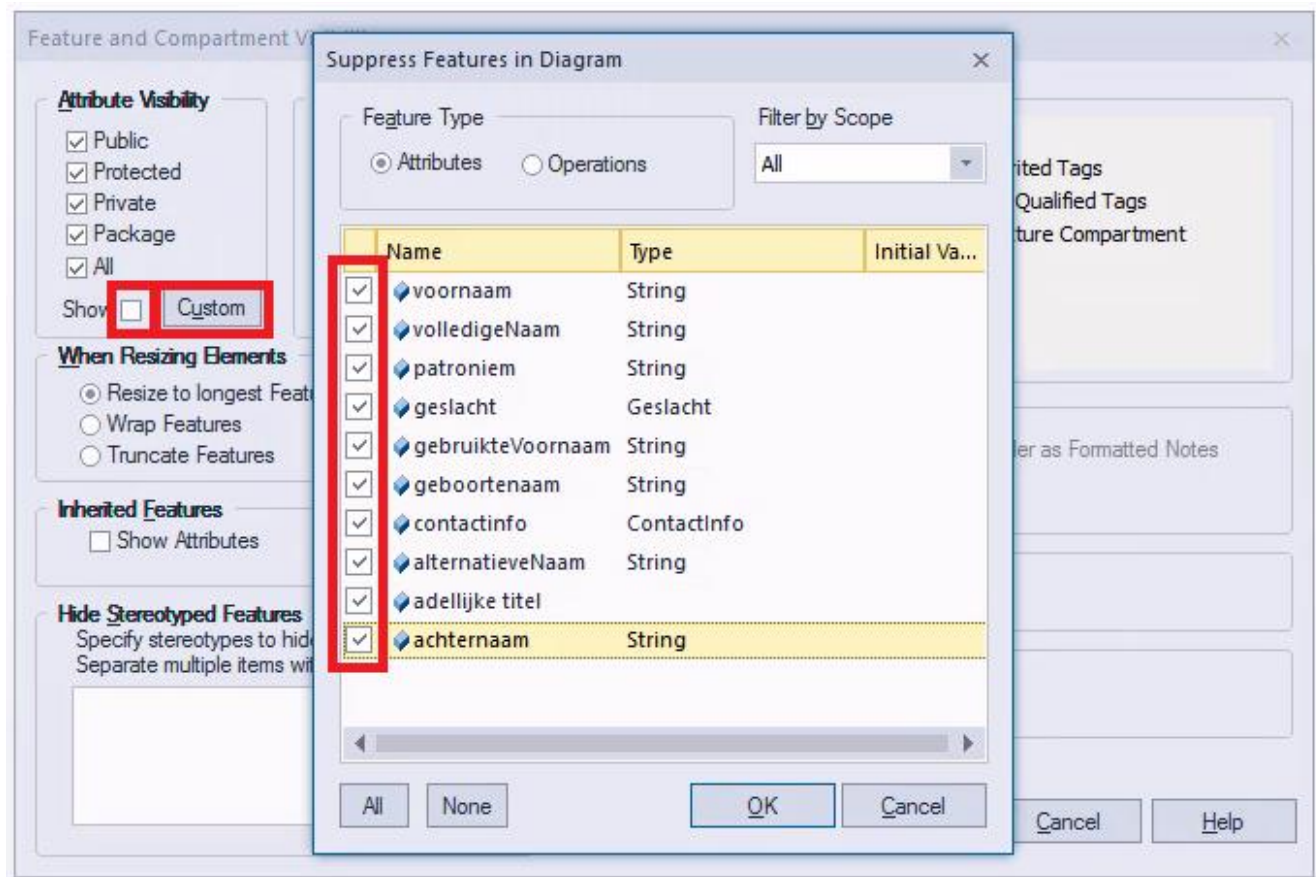 Feature and Compartment Vi
Suppress Features in Diagram
Attribute Visibility
Public
Protected
Private
Package
All
Show
Custom
When Resizing Elements
Resize to longest Featu
Wrap Features
Truncate Features
Inherited Features
Show Attributes
Hide Stereotyped Features
Specify stereotypes to hide
Separate multiple items wit
Feature Type
Attributes
Operations
Filter by Scope
All
Name Type Initial Va...
voornaam String
volledigeNaam String
patroniem String
geslacht Geslacht
gebruikteVoornaam String
geboortenaam String
contactinfo ContactInfo
alternatieveNaam String
adellijke titel
achternaam String
All None OK Cancel
rited Tags
Qualified Tags
ture Compartment
ler as Formatted Notes
Cancel Help